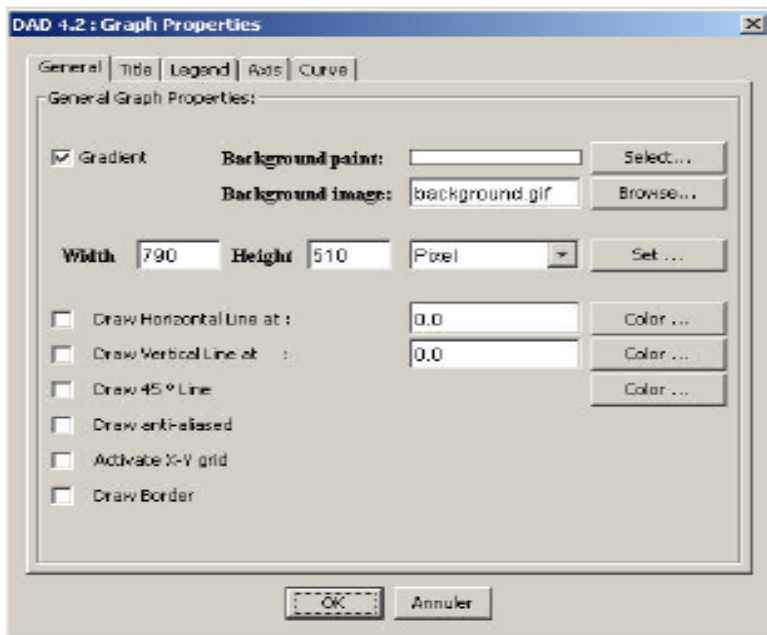 DAD 4.2 : Graph Properties
General Title Legend Axis Curve
General Graph Properties:
Gradient Background paint: Select...
Background image: background.gif Browse...
Width 790 Height 510 Pixel Set ...
Draw Horizontal Line at : 0.0 Color ...
Draw Vertical Line at : 0.0 Color ...
Draw 45 º Line Color ...
Draw anti-aliased
Activate X-Y grid
Draw Border
OK Annuler